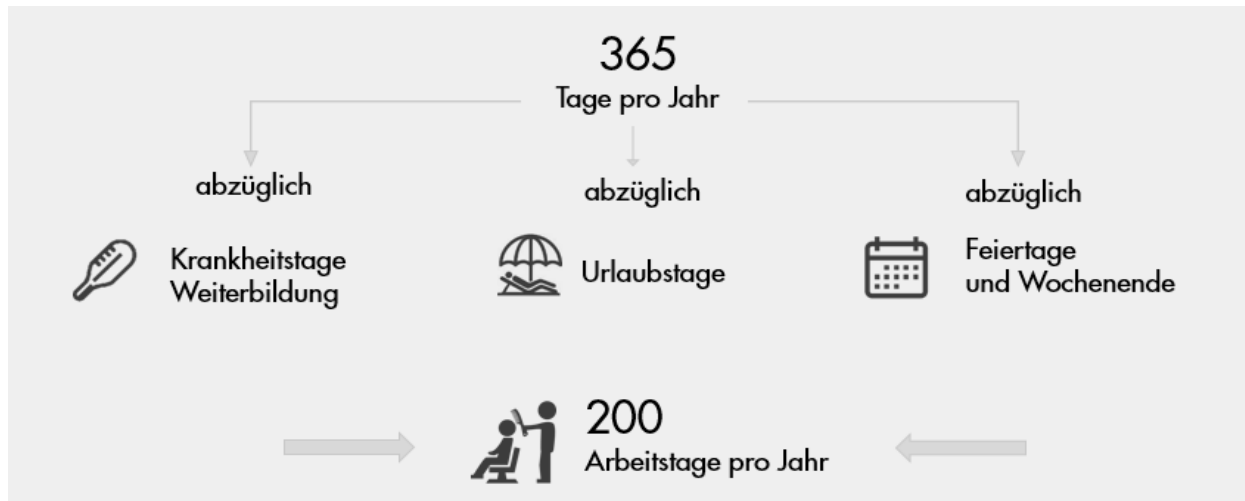 365
Tage pro Jahr
abzüglich
Krankheitstage
Weiterbildung
abzüglich
Urlaubstage
abzüglich
Feiertage
und Wochenende
200
Arbeitstage pro Jahr